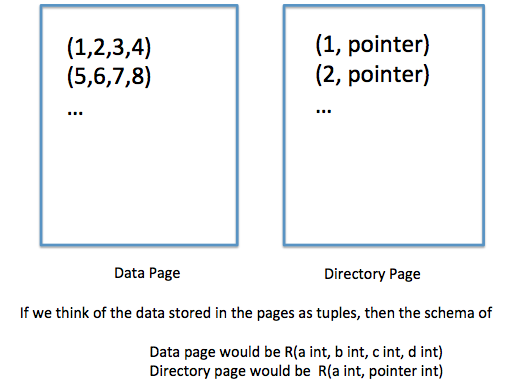 (1,2,3,4)
(5,6,7,8)
...
(1, pointer)
(2, pointer)
...
Data Page
Directory Page
If we think of the data stored in the pages as tuples, then the schema of
Data page would be R(a int, b int, c int, d int)
Directory page would be  R(a int, pointer int)